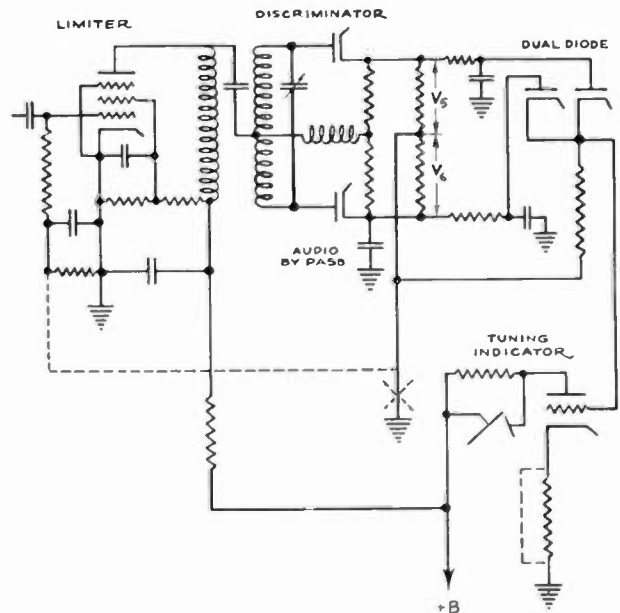 LIMITER
DISCRIMINATOR
DUAL DIODE
V5
V6
AUDIO
BY PASS
TUNING
INDICATOR
+B